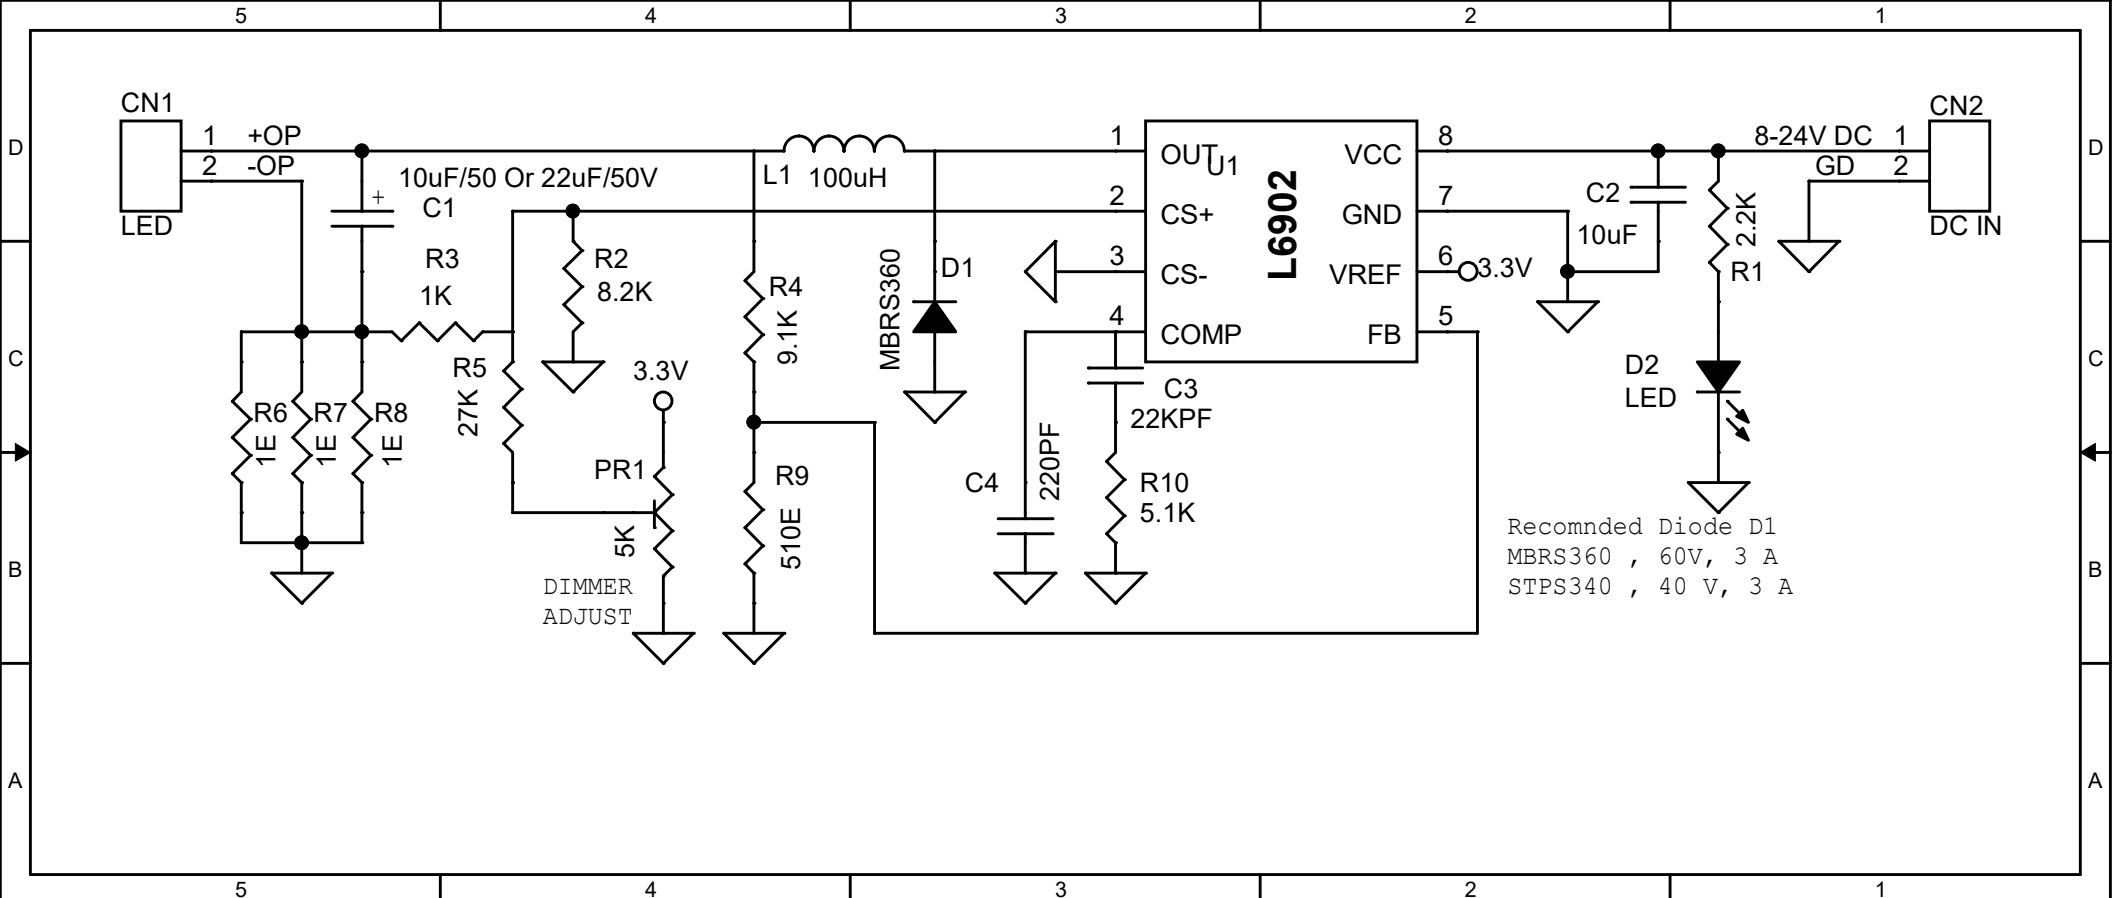 5 4 3 2 1
D
D
CN1
1 +OP
2 -OP
LED
10uF/50 Or 22uF/50V
+
C1
L1 100uH
1
2
3
4
OUT
U1
CS+
CS-
COMP
L6902
VCC
GND
VREF
FB
8
7
6
5
3.3V
8-24V DC 1
GD 2
CN2
DC IN
C2
10uF
2.2K
R1
R3
1K
R2
8.2K
R4
9.1K
MBRS360
D1
C
C
R5
27K
3.3V
C3
22KPF
D2
LED
R6
1E
R7
1E
R8
1E
PR1
5K
R9
510E
C4
220PF
R10
5.1K
DIMMER
ADJUST
Recomnded Diode D1
MBRS360 , 60V, 3 A
STPS340 , 40 V, 3 A
B
B
A
A
5 4 3 2 1